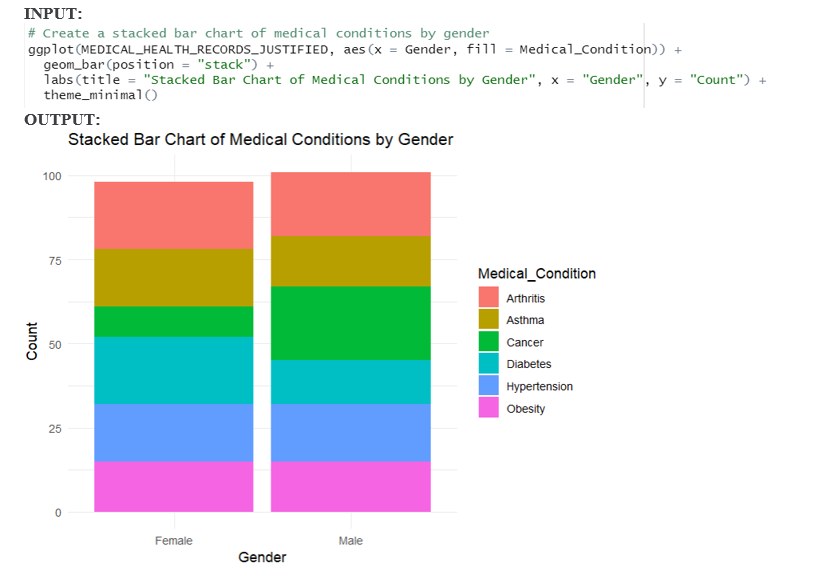 INPUT:
# Create a stacked bar chart of medical conditions by gender
ggplot(MEDICAL_HEALTH_RECORDS_JUSTIFIED, aes(x = Gender, fill = Medical_Condition)) +
  geom_bar(position = "stack") +
  labs(title = "Stacked Bar Chart of Medical Conditions by Gender", x = "Gender", y = "Count") +
  theme_minimal()
OUTPUT:
Stacked Bar Chart of Medical Conditions by Gender
100
75
50
25
0
Count
Female
Male
Gender
Medical_Condition
Arthritis
Asthma
Cancer
Diabetes
Hypertension
Obesity